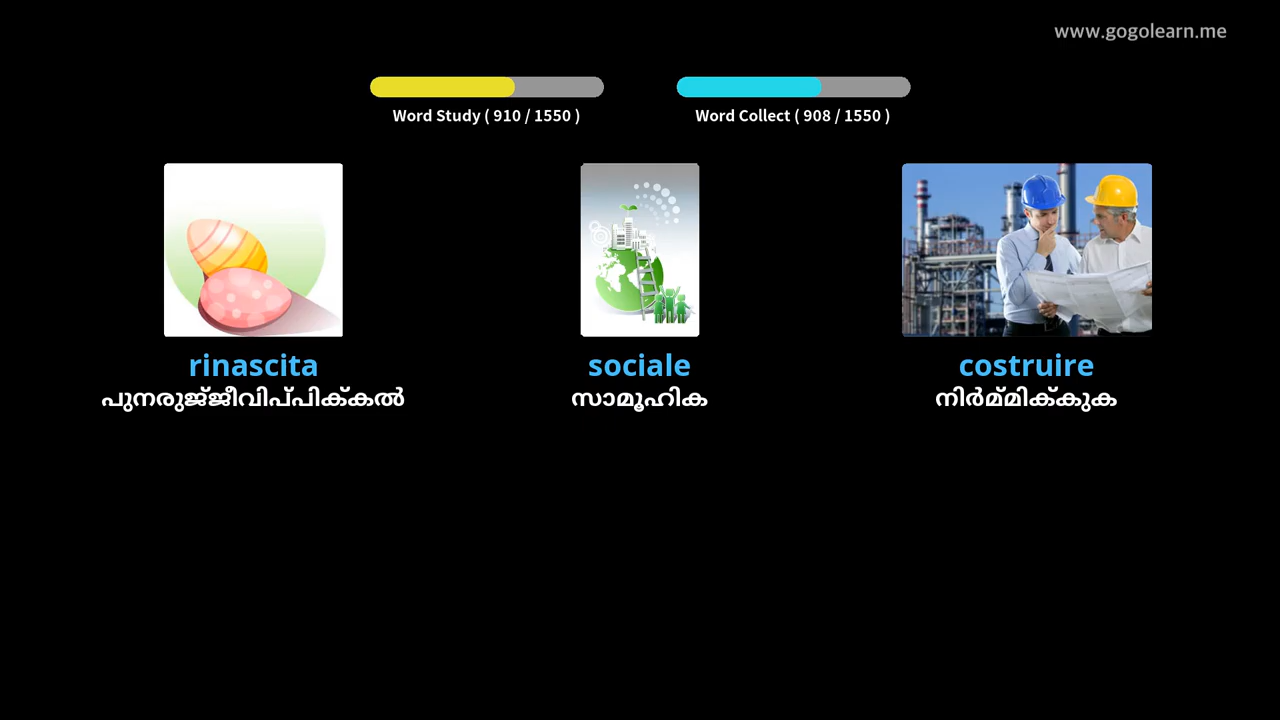 www.gogolearn.me
Word Study ( 910 / 1550 )
Word Collect ( 908 / 1550 )
rinascita
പുനരുജ്ജീവിപ്പിക്കൽ
sociale
സാമൂഹിക
costruire
നിർമ്മിക്കുക